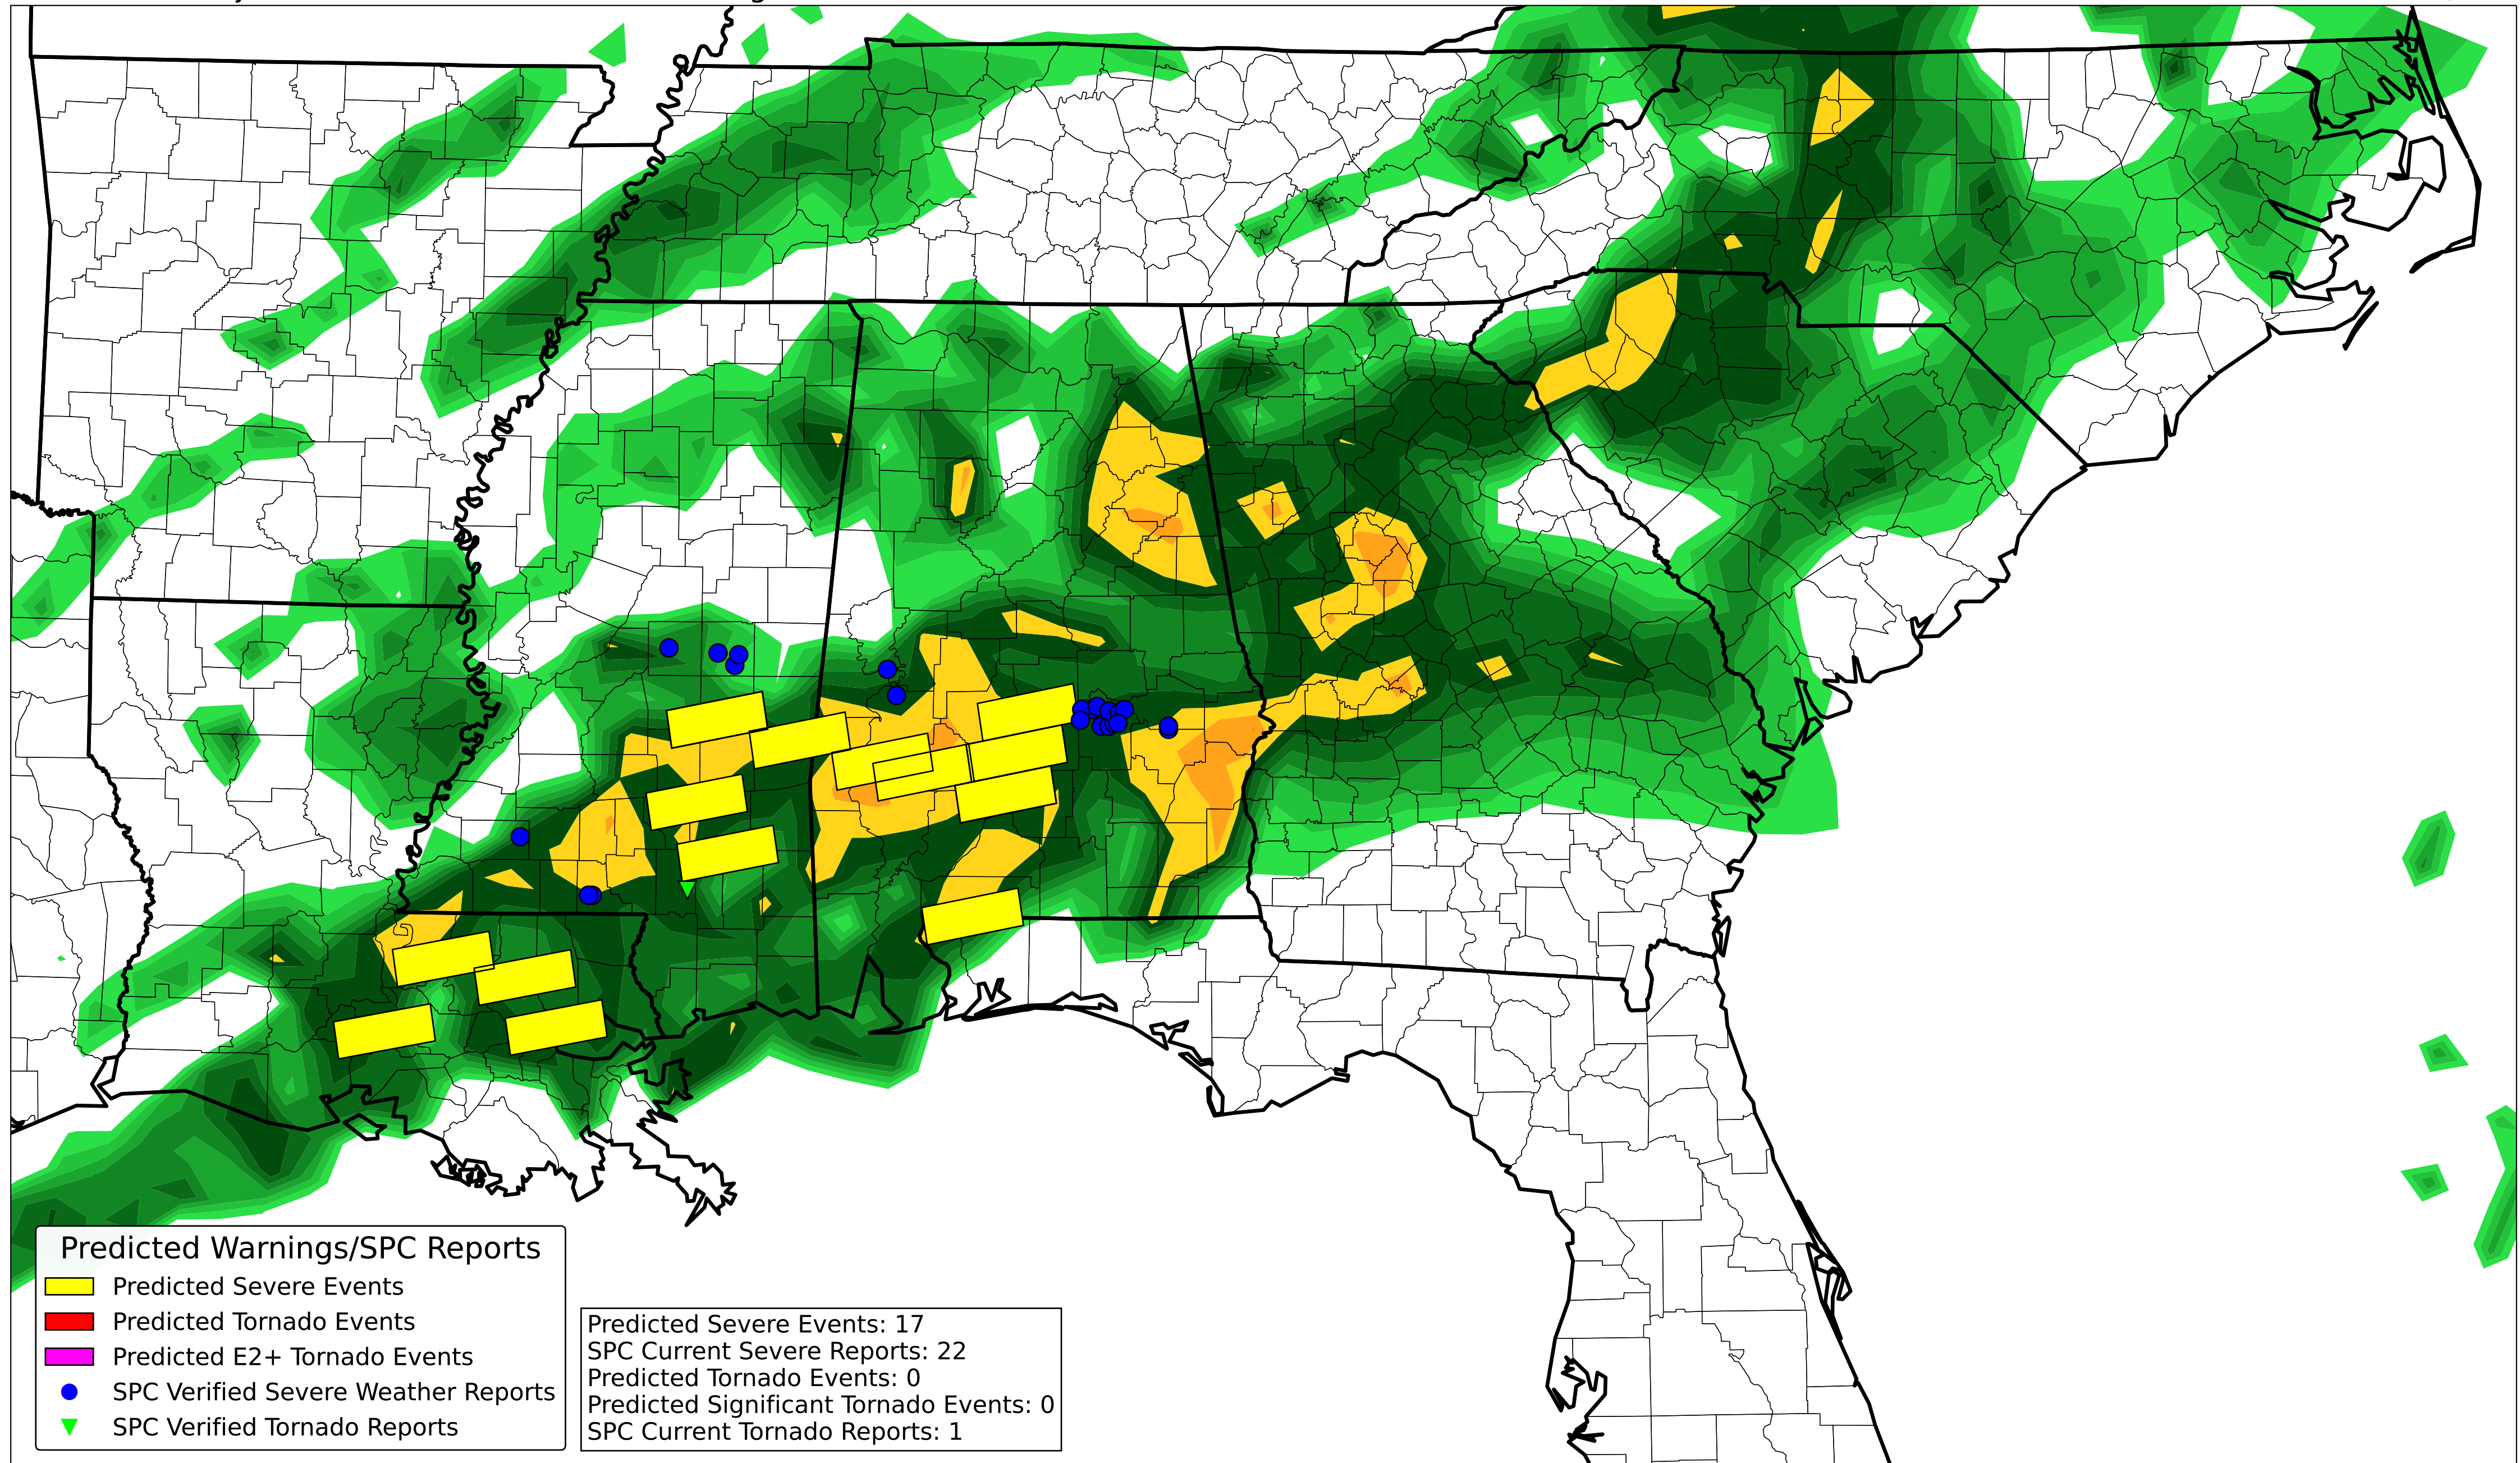 Predicted Warnings/SPC Reports
Predicted Severe Events
Predicted Tornado Events
Predicted E2+ Tornado Events
SPC Verified Severe Weather Reports
SPC Verified Tornado Reports
Predicted Severe Events: 17
SPC Current Severe Reports: 22
Predicted Tornado Events: 0
Predicted Significant Tornado Events: 0
SPC Current Tornado Reports: 1